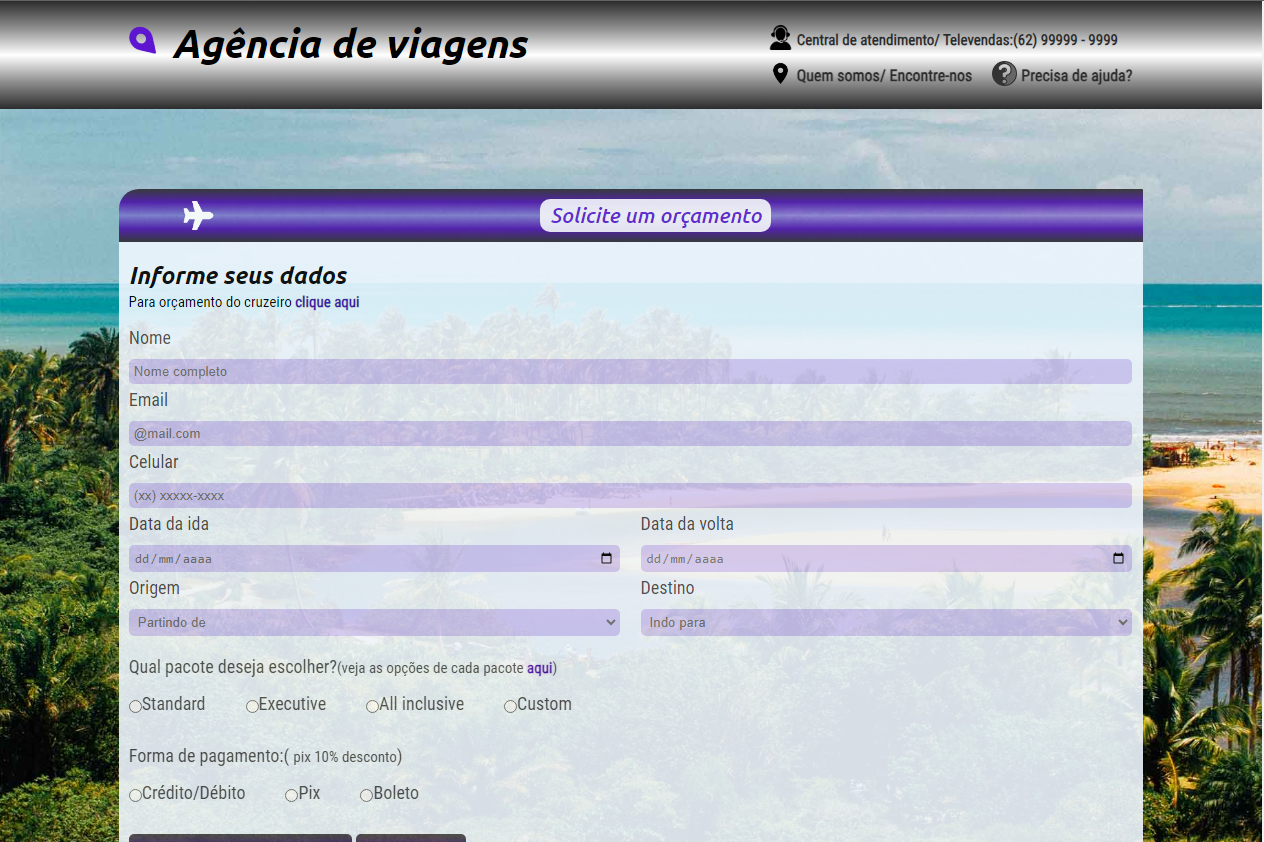 Agência de viagens
Central de atendimento/ Televendas:(62) 99999 - 9999
Quem somos/ Encontre-nos Precisa de ajuda?
Solicite um orçamento
Informe seus dados
Para orçamento do cruzeiro clique aqui
Nome
Nome completo
Email
@mail.com
Celular
(xx) xxxxx-xxxx
Data da ida Data da volta
dd/mm/aaaa dd/mm/aaaa
Origem Destino
Partindo de Indo para
Qual pacote deseja escolher?(veja as opções de cada pacote aqui)
Standard Executive All inclusive Custom
Forma de pagamento:( pix 10% desconto)
Crédito/Débito Pix Boleto